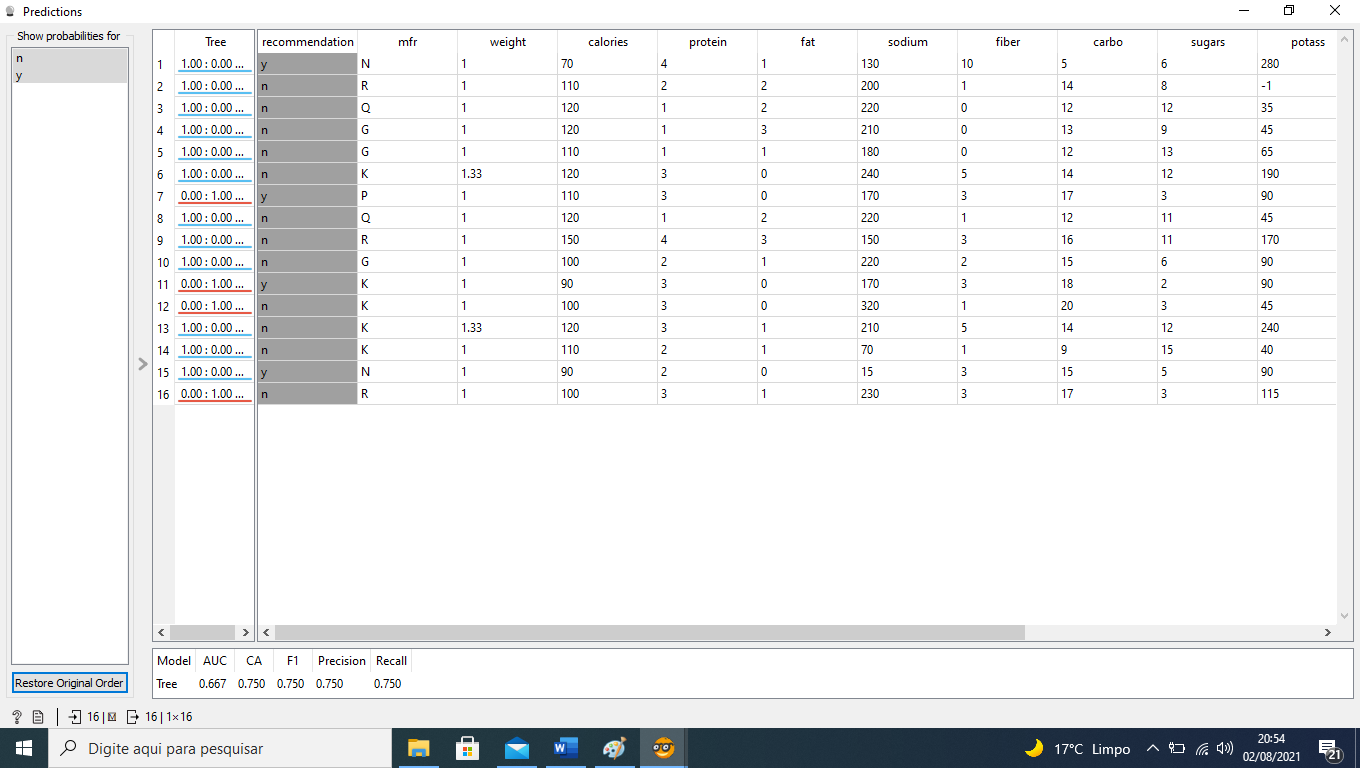 Predictions
Show probabilities for
n
y
Restore Original Order
Tree recommendation mfr weight calories protein fat sodium fiber carbo sugars potass
1 1.00 : 0.00 ... y N 1 70 4 1 130 10 5 6 280
2 1.00 : 0.00 ... n R 1 110 2 2 200 1 14 8 -1
3 1.00 : 0.00 ... n Q 1 120 1 2 220 0 12 12 35
4 1.00 : 0.00 ... n G 1 120 1 3 210 0 13 9 45
5 1.00 : 0.00 ... n G 1 110 1 1 180 0 12 13 65
6 1.00 : 0.00 ... n K 1.33 120 3 0 240 5 14 12 190
7 0.00 : 1.00 ... y P 1 110 3 0 170 3 17 3 90
8 1.00 : 0.00 ... n Q 1 120 1 2 220 1 12 11 45
9 1.00 : 0.00 ... n R 1 150 4 3 150 3 16 11 170
10 1.00 : 0.00 ... n G 1 100 2 1 220 2 15 6 90
11 0.00 : 1.00 ... y K 1 90 3 0 170 3 18 2 90
12 0.00 : 1.00 ... n K 1 100 3 0 320 1 20 3 45
13 1.00 : 0.00 ... n K 1.33 120 3 1 210 5 14 12 240
14 1.00 : 0.00 ... n K 1 110 2 1 70 1 9 15 40
15 1.00 : 0.00 ... y N 1 90 2 0 15 3 15 5 90
16 0.00 : 1.00 ... n R 1 100 3 1 230 3 17 3 115
Model AUC CA F1 Precision Recall
Tree 0.667 0.750 0.750 0.750 0.750
? 16 | 16 | 1×16
Digite aqui para pesquisar
17°C Limpo
20:54
02/08/2021
21